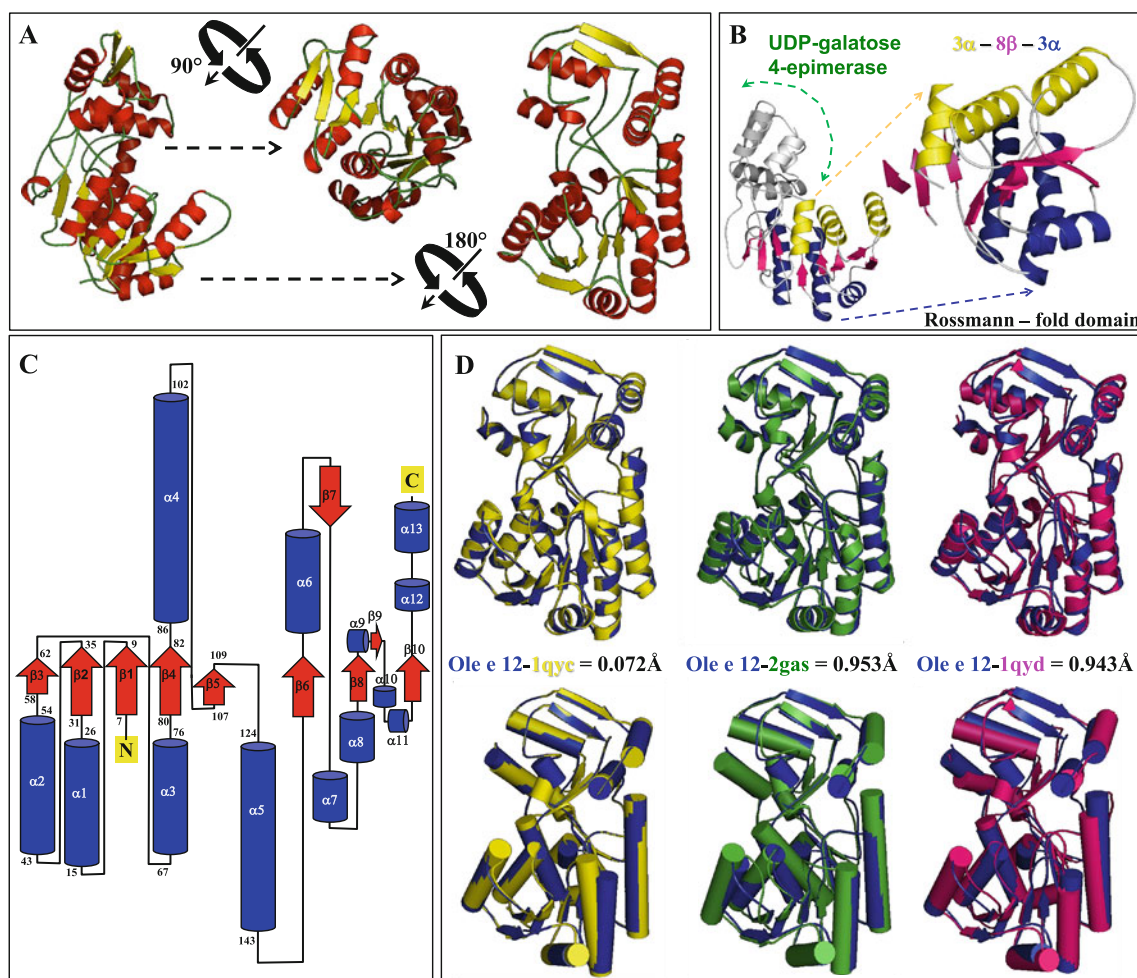 A
90°
180°
B
UDP-galatose
4-epimerase
3α – 8β – 3α
Rossmann – fold domain
C
102
α4
β7
C
α13
α6
α12
86
α9
β9
62
35
9
82
109
β3
β2
β1
β4
β5
β6
β8
α10
β10
58
54
31
7
80
107
α11
26
N
76
124
α2
α1
α3
α5
α8
α7
43
15
67
143
D
Ole e 12-1qyc = 0.072Å
Ole e 12-2gas = 0.953Å
Ole e 12-1qyd = 0.943Å